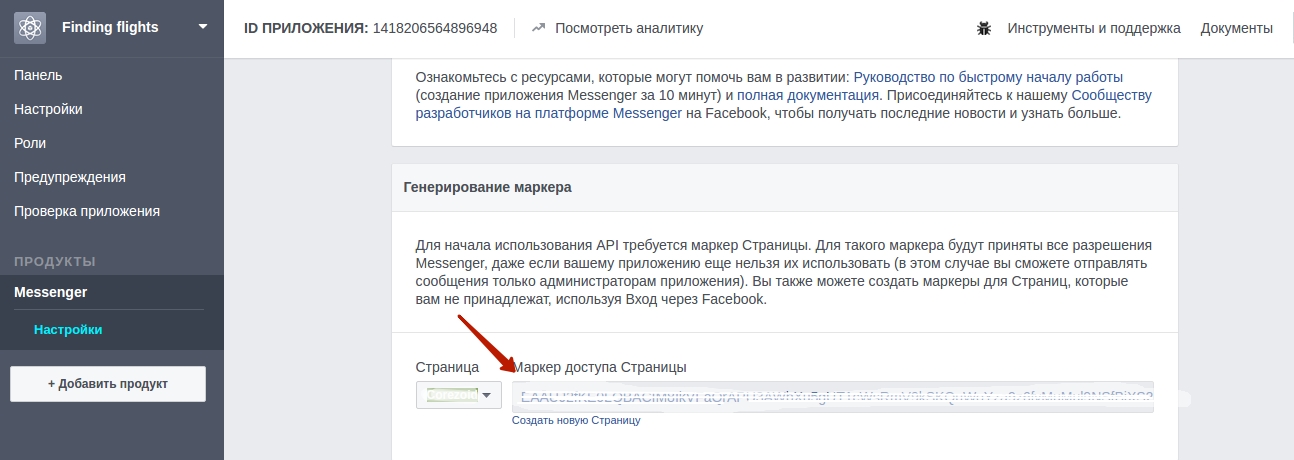 Finding flights
ID ПРИЛОЖЕНИЯ: 1418206564896948
Посмотреть аналитику
Инструменты и поддержка
Документы
Панель
Настройки
Роли
Предупреждения
Проверка приложения
ПРОДУКТЫ
Messenger
Настройки
+ Добавить продукт
Ознакомьтесь с ресурсами, которые могут помочь вам в развитии: Руководство по быстрому началу работы
(создание приложения Messenger за 10 минут) и полная документация. Присоединяйтесь к нашему Сообществу
разработчиков на платформе Messenger на Facebook, чтобы получать последние новости и узнать больше.
Генерирование маркера
Для начала использования API требуется маркер Страницы. Для такого маркера будут приняты все разрешения
Messenger, даже если вашему приложению еще нельзя их использовать (в этом случае вы сможете отправлять
сообщения только администраторам приложения). Вы также можете создать маркеры для Страниц, которые
вам не принадлежат, используя Вход через Facebook.
Страница
Маркер доступа Страницы
Создать новую Страницу